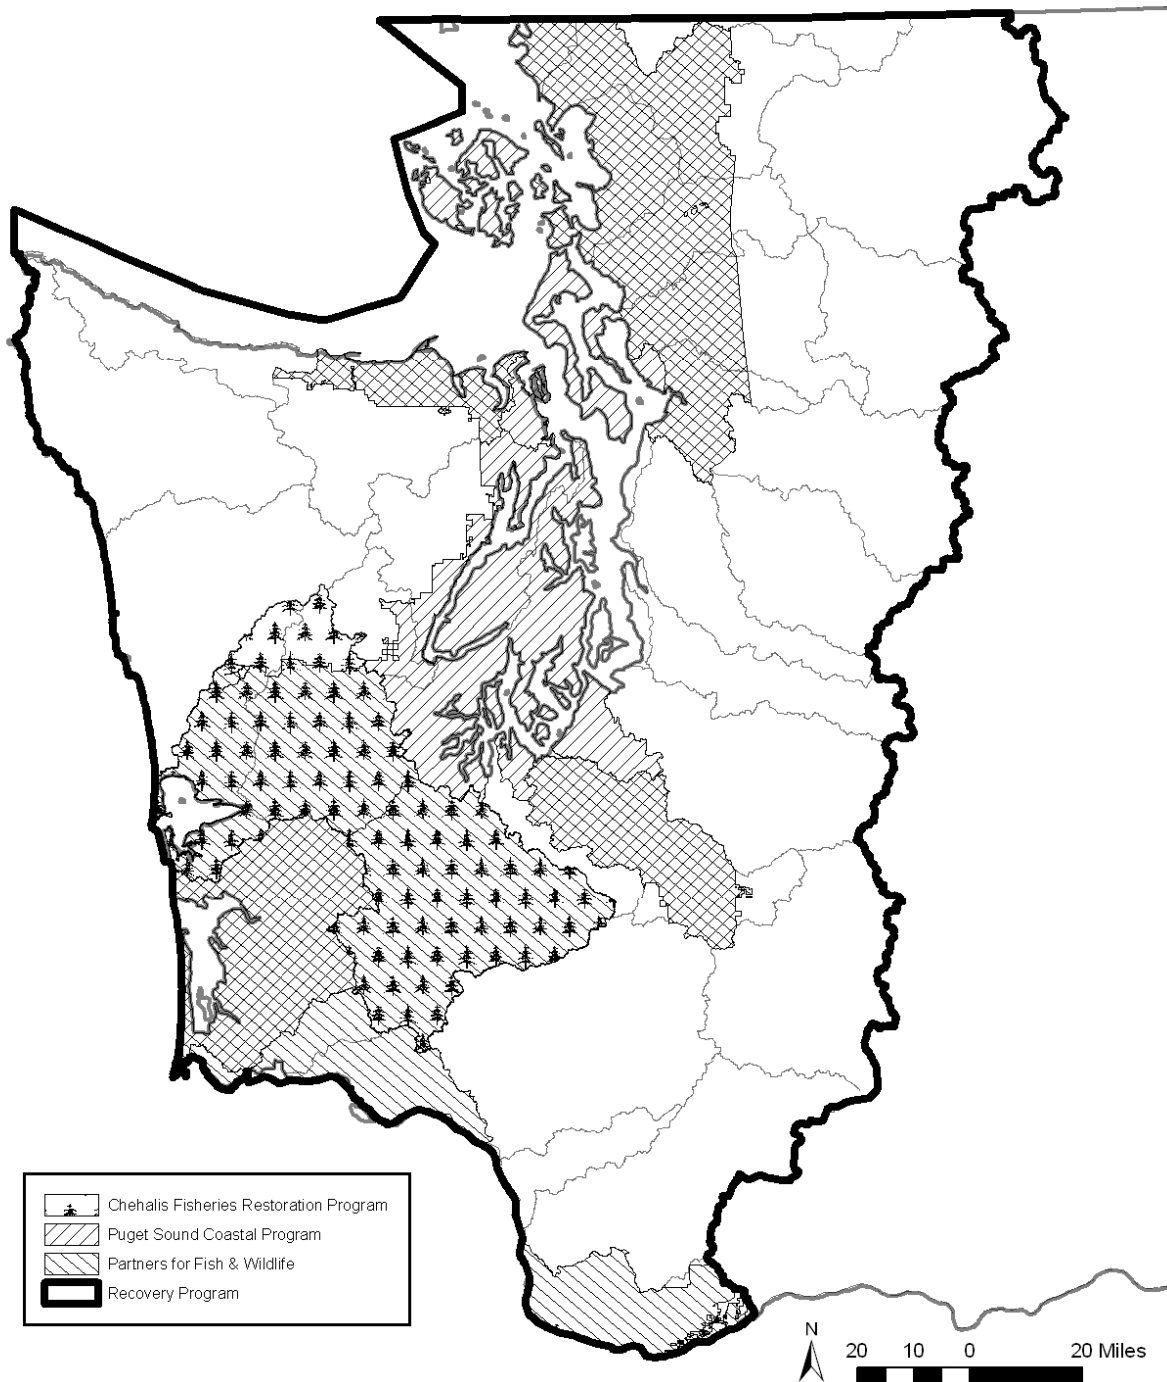 Chehalis Fisheries Restoration Program
Puget Sound Coastal Program
Partners for Fish & Wildlife
Recovery Program
N
20 10 0 20 Miles